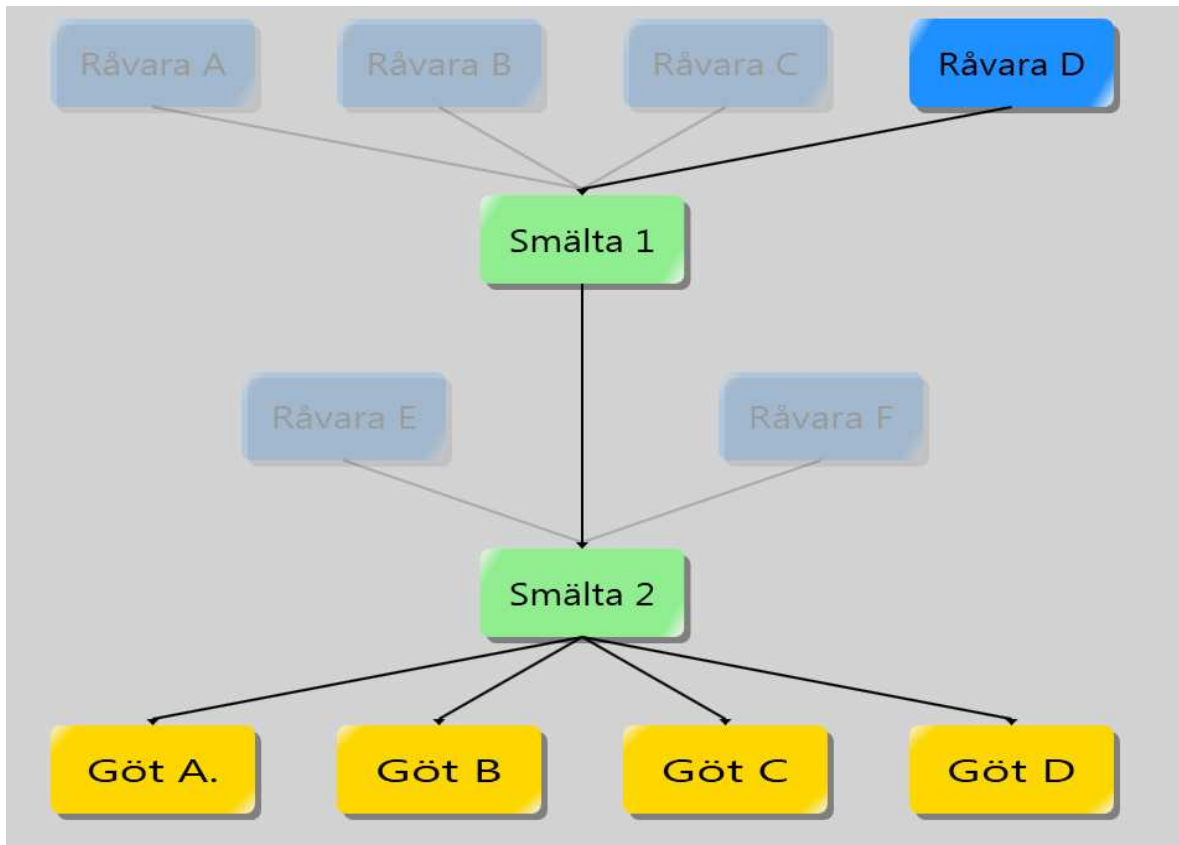 Råvara A
Råvara B
Råvara C
Råvara D
Smälta 1
Råvara E
Råvara F
Smälta 2
Göt A.
Göt B
Göt C
Göt D